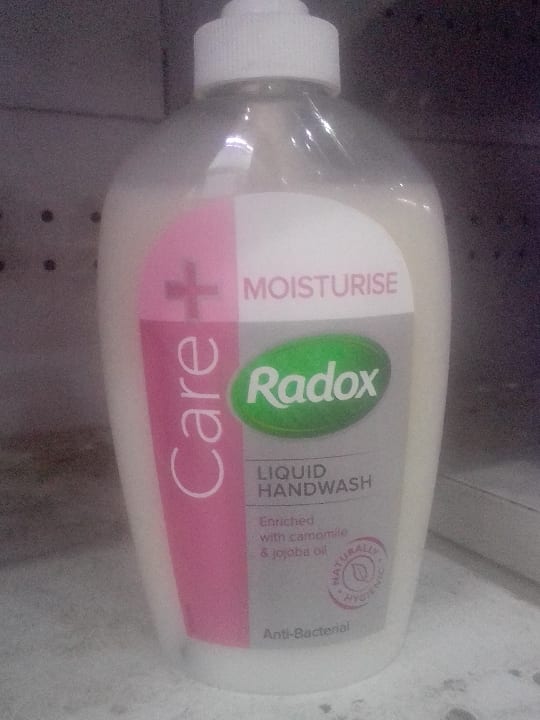 Care+
MOISTURISE
Radox
LIQUID
HANDWASH
Enriched
with camomile
& jojoba oil
NATURALLY
HYGIENIC
Anti-Bacterial